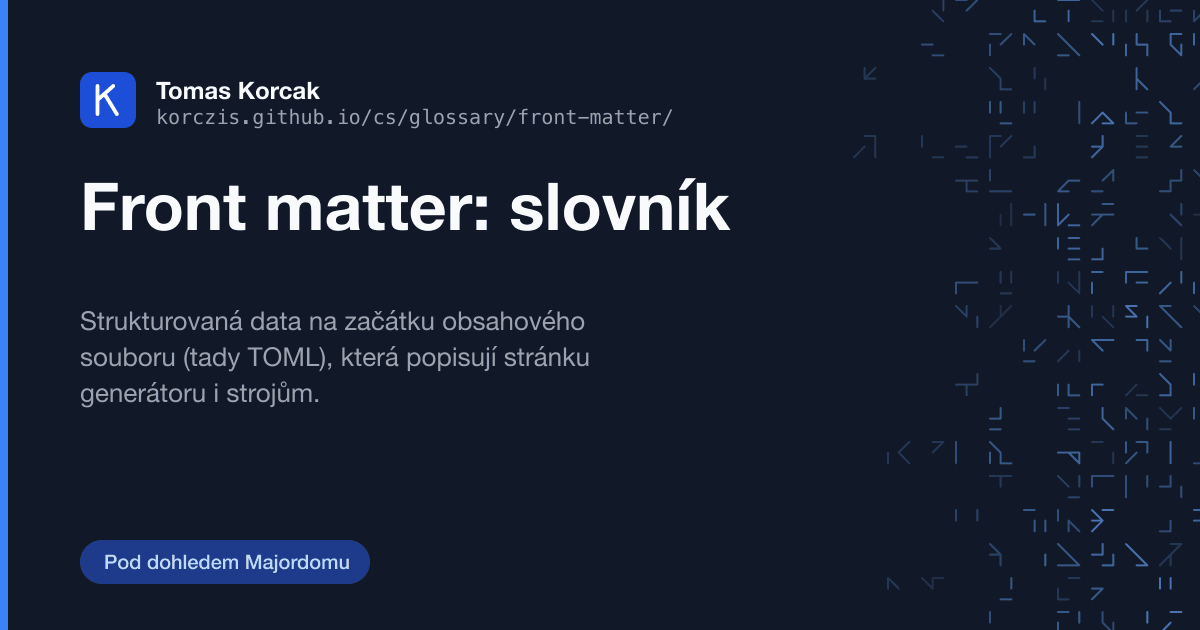 Tomas Korcak
korczis.github.io/cs/glossary/front-matter/
Front matter: slovník
Strukturovaná data na začátku obsahového
souboru (tady TOML), která popisují stránku
generátoru i strojům.
Pod dohledem Majordomu